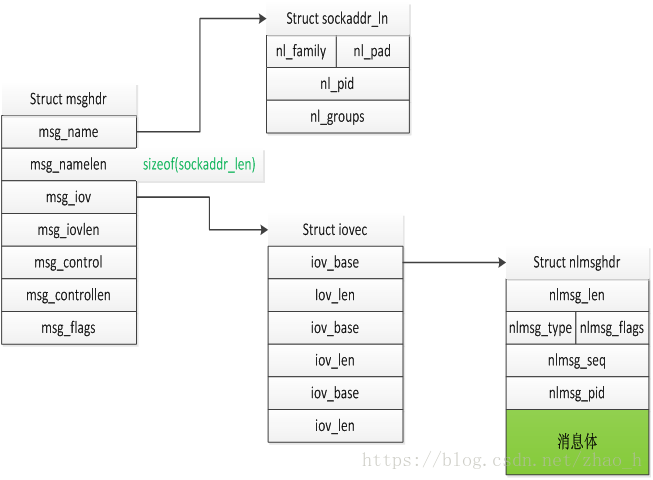 Struct sockaddr_ln
nl_family nl_pad
nl_pid
nl_groups
Struct msghdr
msg_name
msg_namelen sizeof(sockaddr_len)
msg_iov
msg_iovlen
msg_control
msg_controllen
msg_flags
Struct iovec
iov_base
Iov_len
iov_base
iov_len
iov_base
iov_len
Struct nlmsghdr
nlmsg_len
nlmsg_type nlmsg_flags
nlmsg_seq
nlmsg_pid
消息体
https://blog.csdn.net/zhao_h